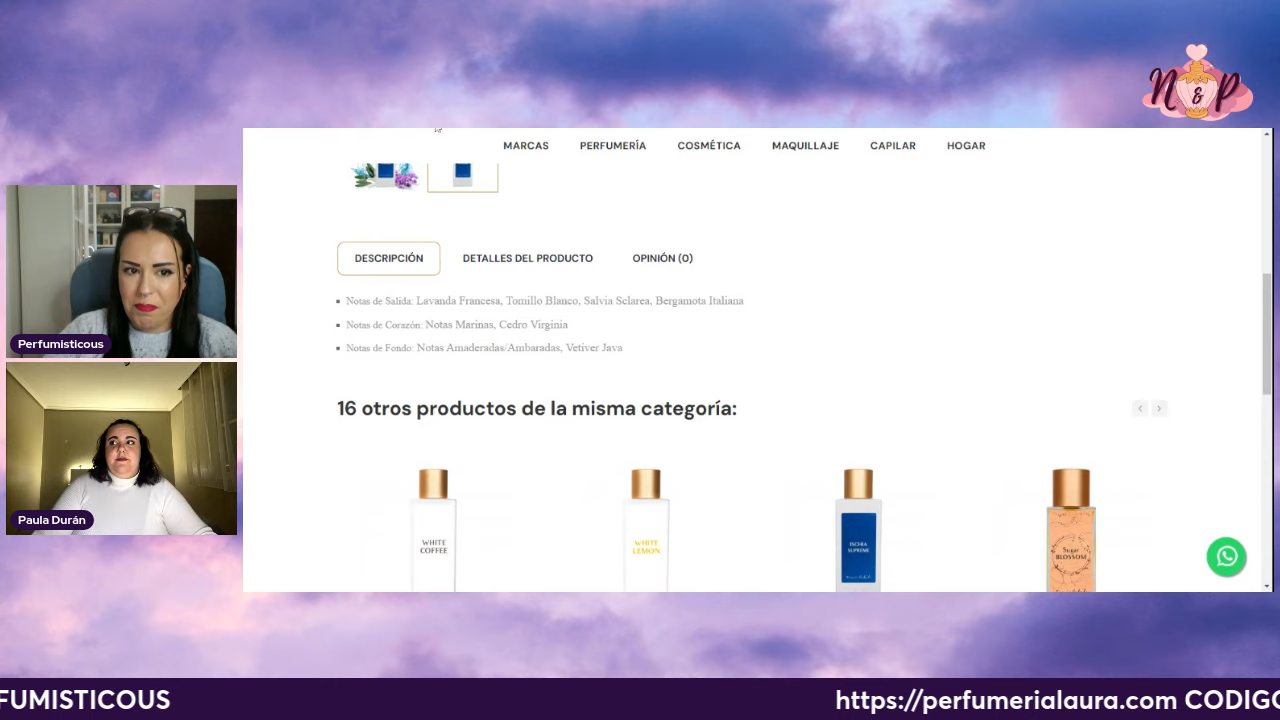 N & P
MARCAS PERFUMERÍA COSMÉTICA MAQUILLAJE CAPILAR HOGAR
DESCRIPCIÓN DETALLES DEL PRODUCTO OPINIÓN (0)
Notas de Salida: Lavanda Francesa, Tomillo Blanco, Salvia Sclarea, Bergamota Italiana
Notas de Corazón: Notas Marinas, Cedro Virginia
Notas de Fondo: Notas Amaderadas/Ambaradas, Vetiver Java
16 otros productos de la misma categoría:
WHITE
COFFEE
WHITE
LEMON
ISCHIA
SUPREME
Sugar
BLOSSOM
Perfumisticous
Paula Durán
FUMISTICOUS
https://perfumerialaura.com CODIGO